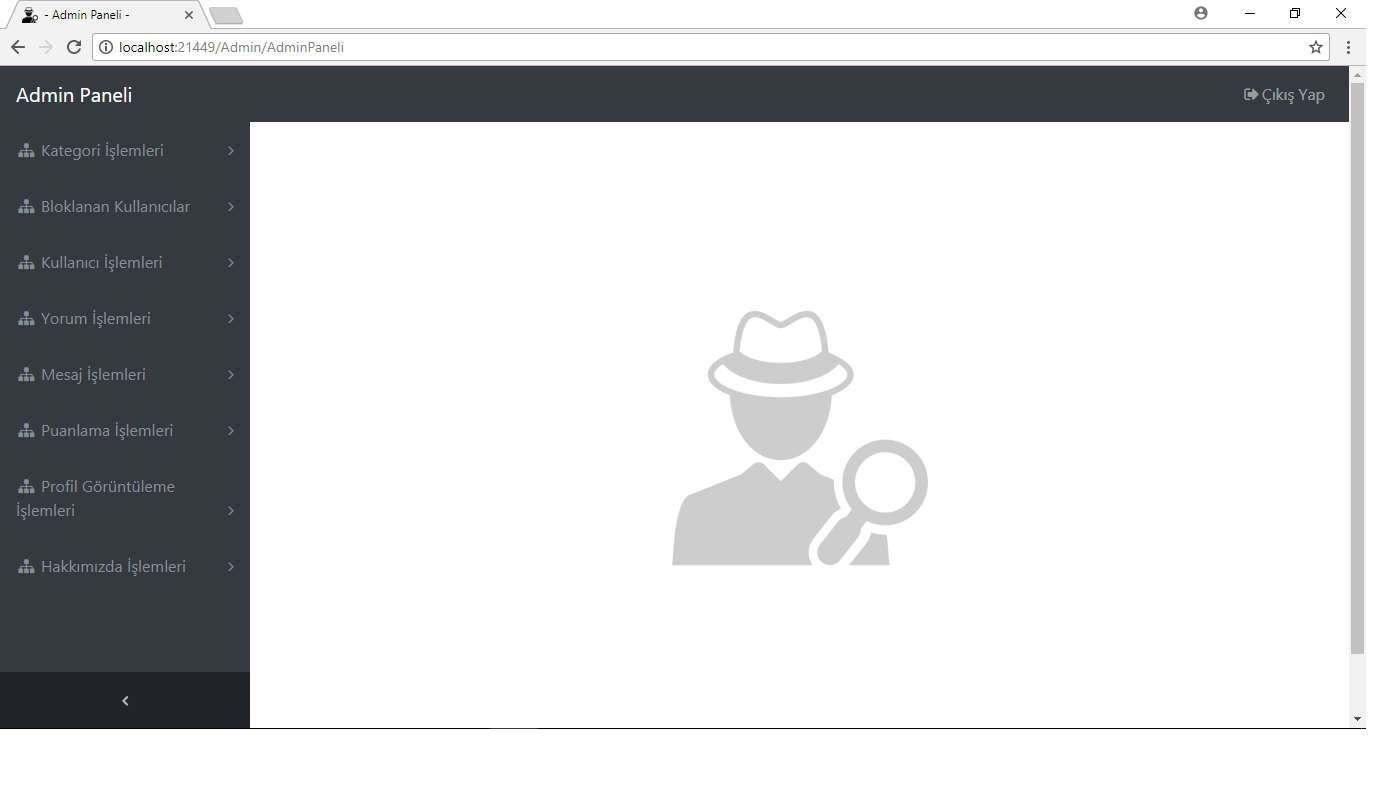 - Admin Paneli -
localhost:21449/Admin/AdminPaneli
Admin Paneli
Çıkış Yap
Kategori İşlemleri
Bloklanan Kullanıcılar
Kullanıcı İşlemleri
Yorum İşlemleri
Mesaj İşlemleri
Puanlama İşlemleri
Profil Görüntüleme
İşlemleri
Hakkımızda İşlemleri